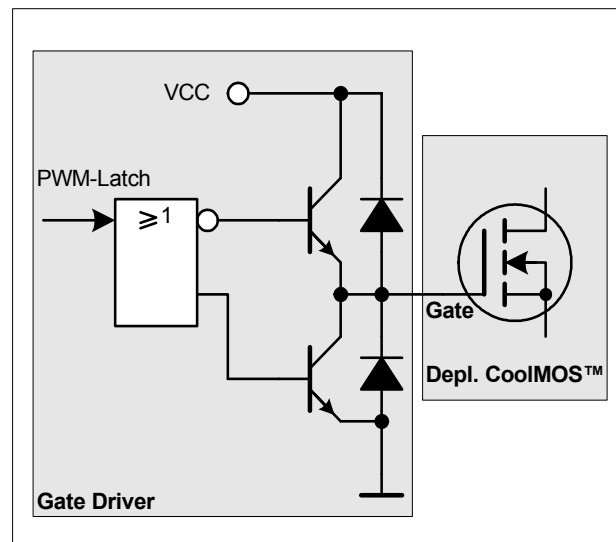 VCC
PWM-Latch
≥1
Gate
Depl. CoolMOS™
Gate Driver